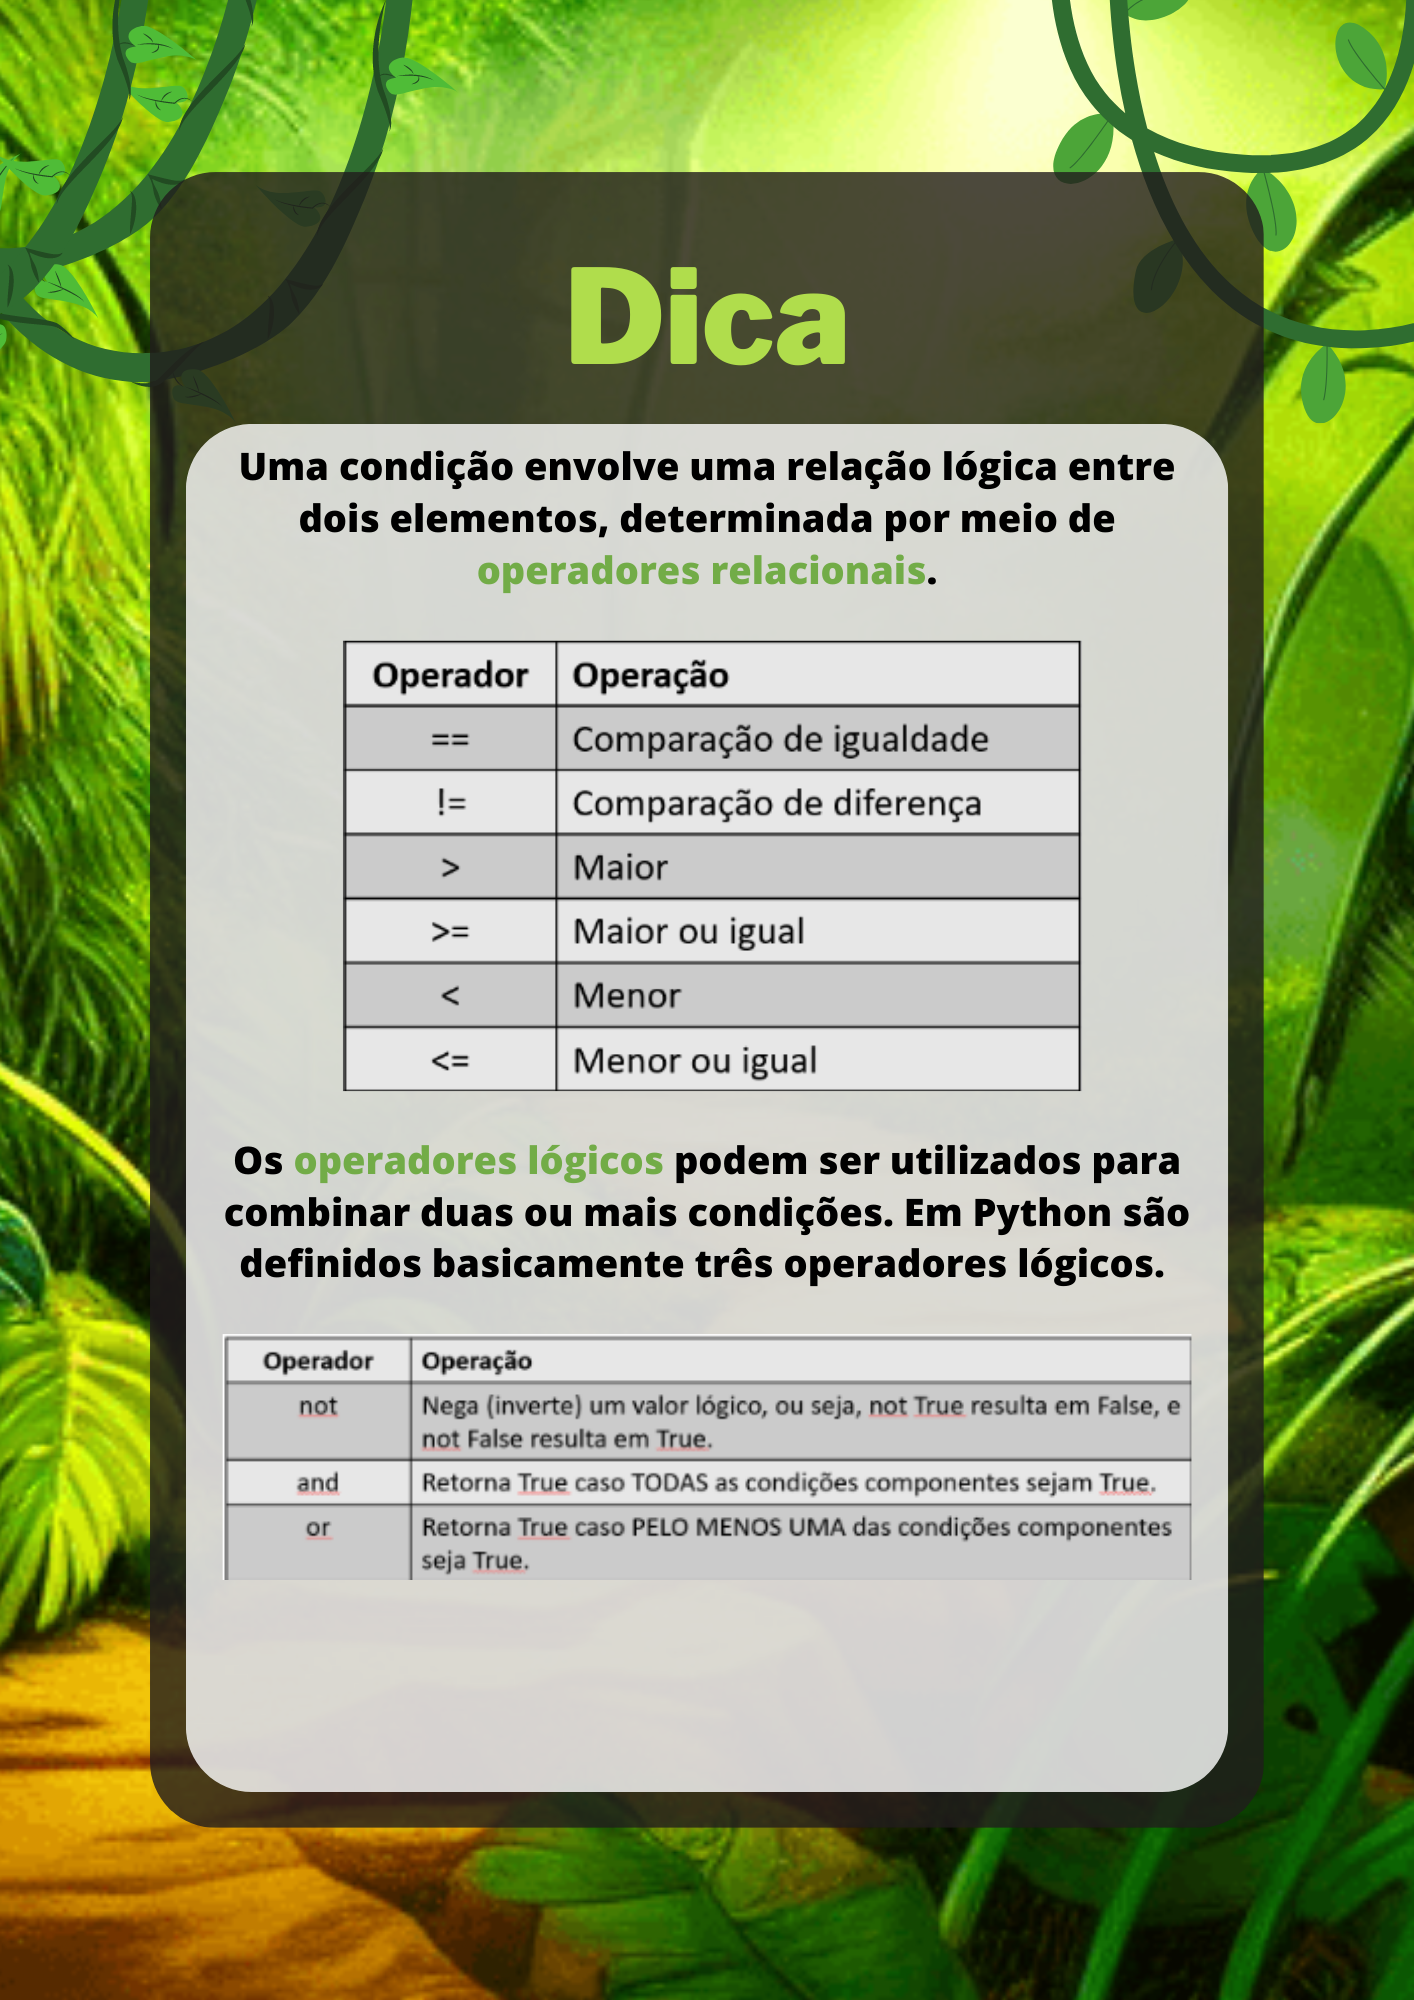 Dica
Uma condição envolve uma relação lógica entre
dois elementos, determinada por meio de
operadores relacionais.
Operador Operação
== Comparação de igualdade
!= Comparação de diferença
> Maior
>= Maior ou igual
< Menor
<= Menor ou igual
Os operadores lógicos podem ser utilizados para
combinar duas ou mais condições. Em Python são
definidos basicamente três operadores lógicos.
Operador Operação
not Nega (inverte) um valor lógico, ou seja, not True resulta em False, e
not False resulta em True.
and Retorna True caso TODAS as condições componentes sejam True.
or Retorna True caso PELO MENOS UMA das condições componentes
seja True.